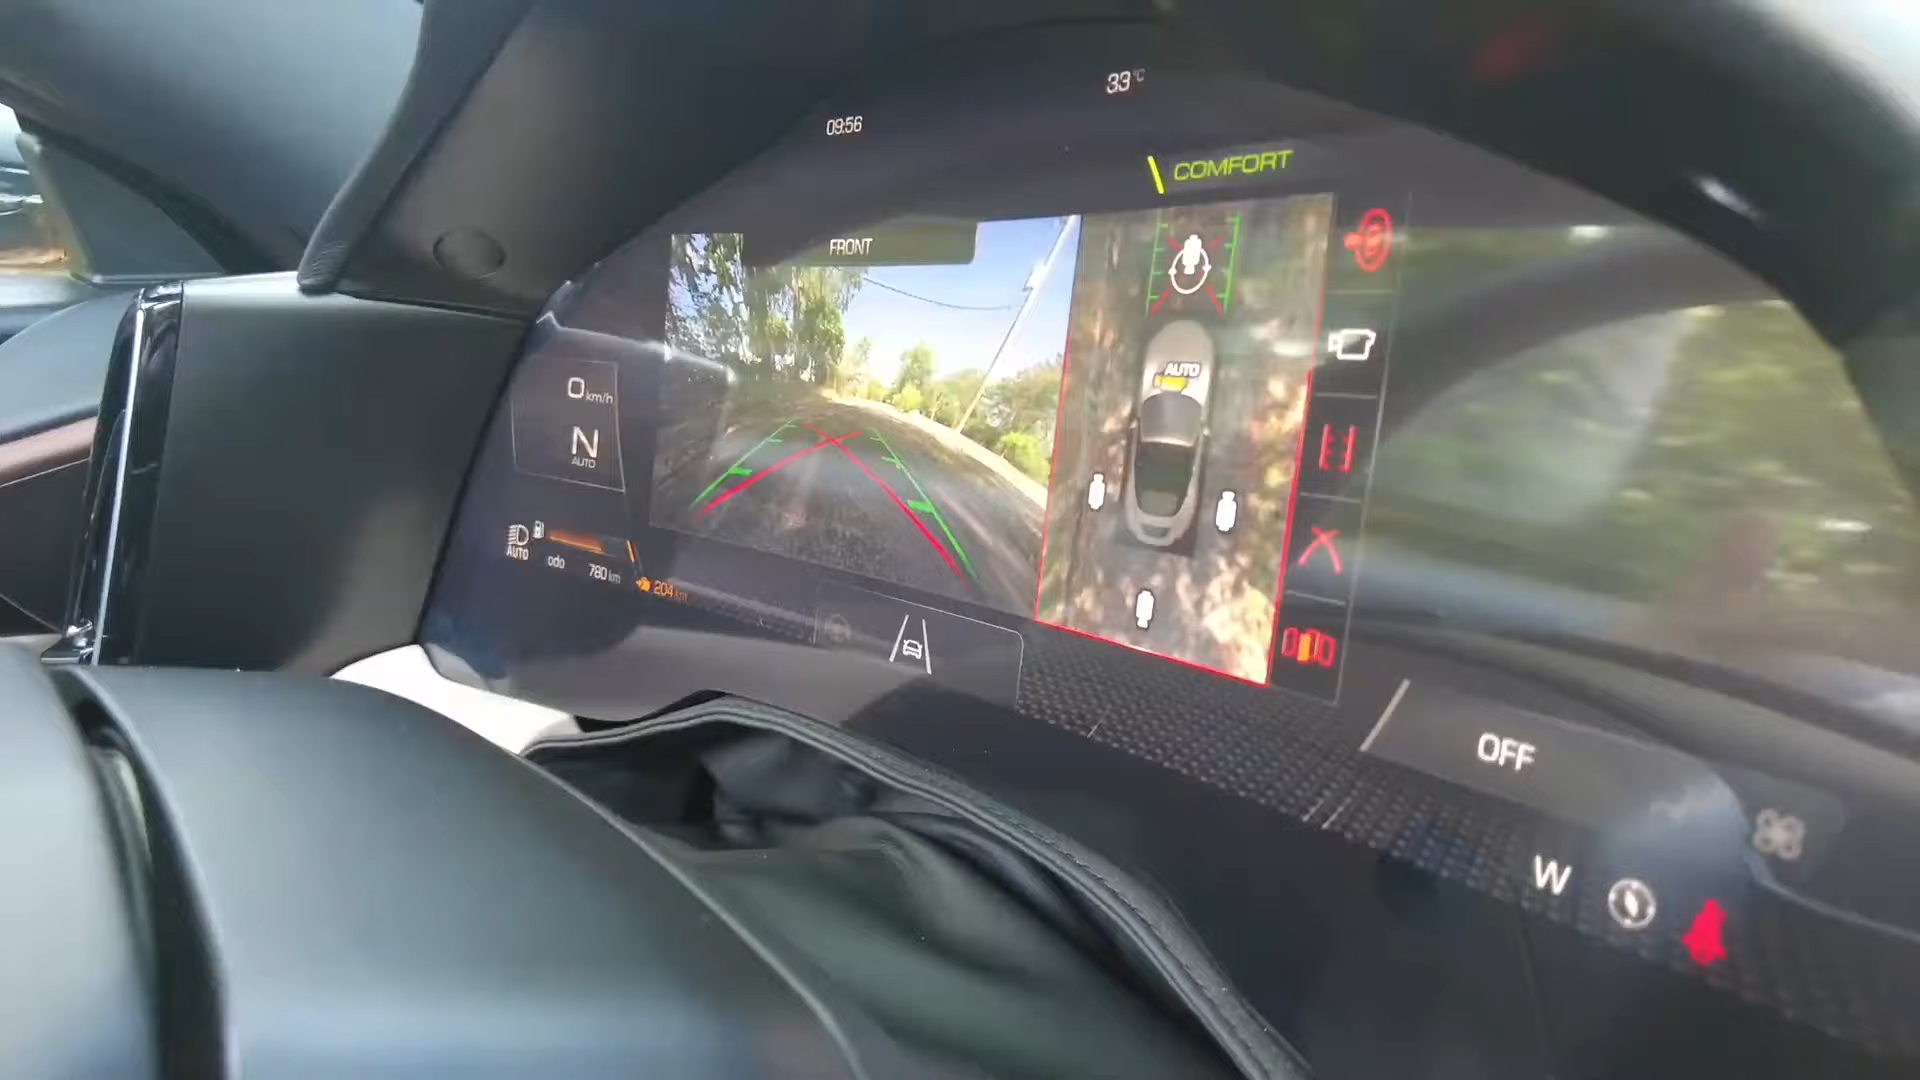 33°C
09:56
COMFORT
FRONT
AUTO
0 km/h
N
AUTO
AUTO
odo 780 km
204 km
OFF
W